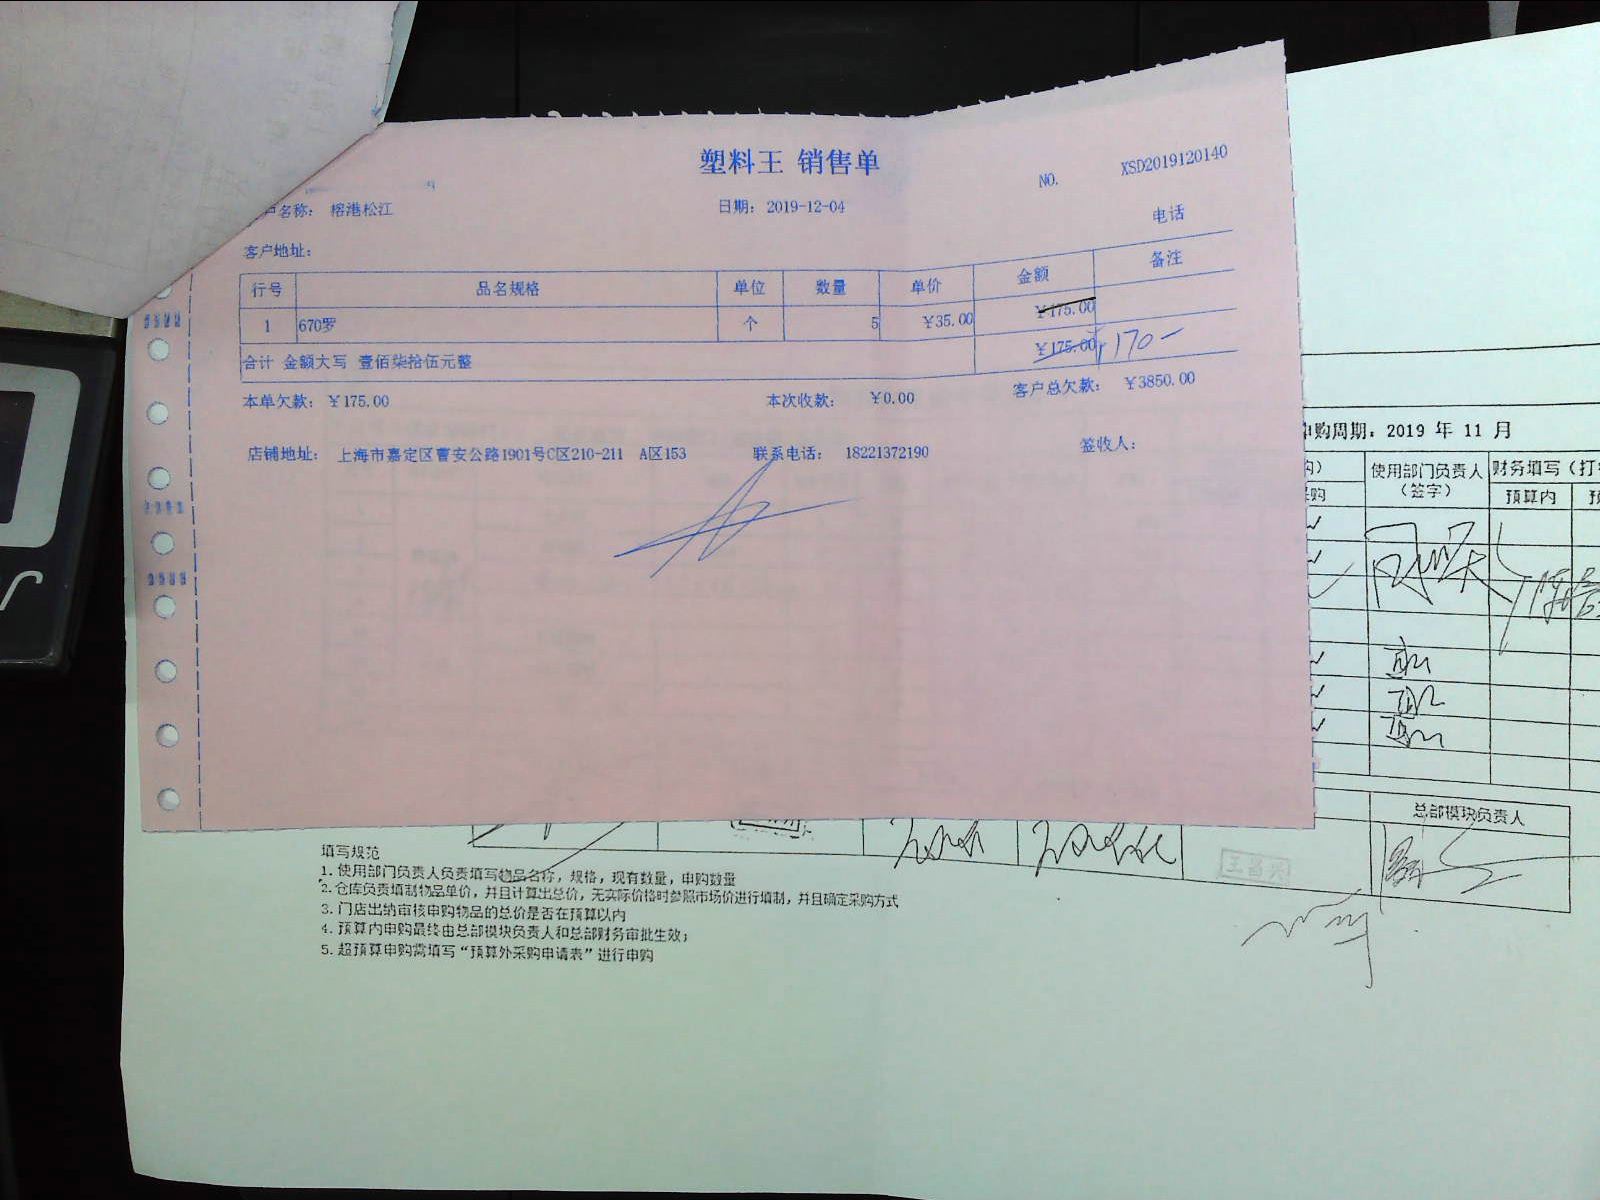 塑料王 销售单
NO. XSD2019120140
户名称: 榕港松江 日期: 2019-12-04 电话
客户地址:
行号 品名规格 单位 数量 单价 金额 备注
1 670罗 个 5 ¥35.00 ¥175.00
合计 金额大写 壹佰柒拾伍元整 ¥175.00 170-
本单欠款: ¥175.00 本次收款: ¥0.00 客户总欠款: ¥3850.00
店铺地址: 上海市嘉定区曹安公路1901号C区210-211 A区153 联系电话: 18221372190 签收人:
申购周期: 2019 年 11 月
使用部门负责人 财务填写(打
(签字) 预算内
购
总部模块负责人
填写规范
1. 使用部门负责人负责填写物品名称，规格，现有数量，申购数量
2. 仓库负责填制物品单价，并且计算出总价，无实际价格时参照市场价进行填制，并且确定采购方式
3. 门店出纳审核申购物品的总价是否在预算以内
4. 预算内申购最终由总部模块负责人和总部财务审批生效;
5. 超预算申购需填写“预算外采购申请表”进行申购